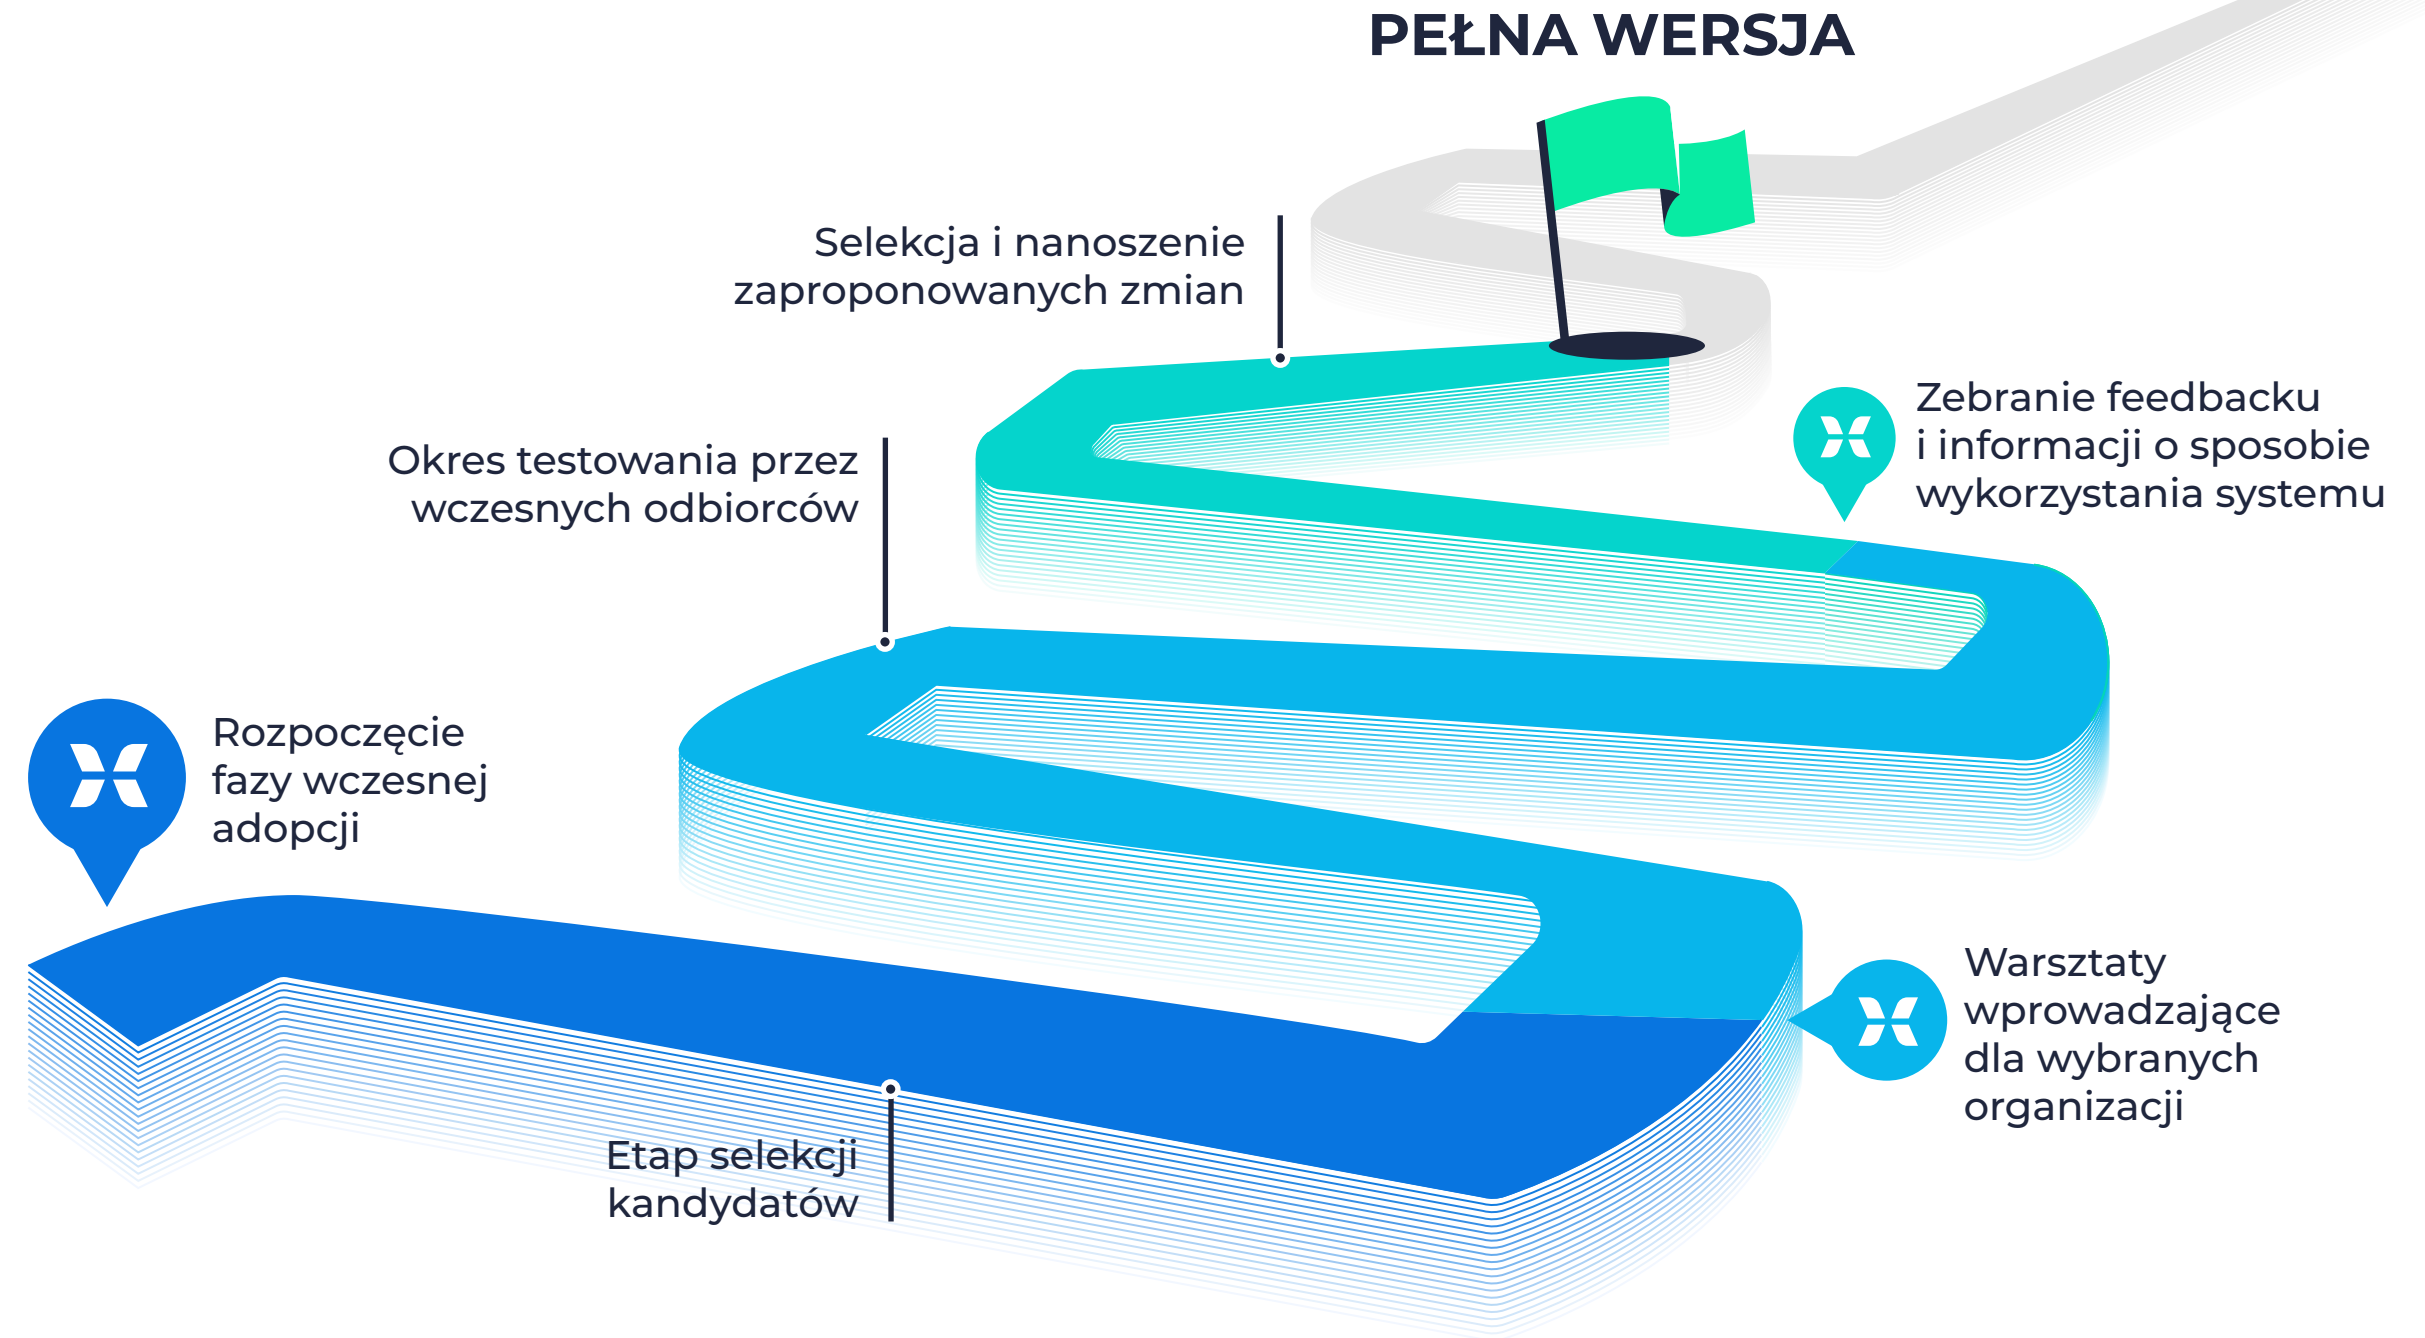 PEŁNA WERSJA
Selekcja i nanoszenie
zaproponowanych zmian
Zebranie feedbacku
i informacji o sposobie
wykorzystania systemu
Okres testowania przez
wczesnych odbiorców
Rozpoczęcie
fazy wczesnej
adopcji
Warsztaty
wprowadzające
dla wybranych
organizacji
Etap selekcji
kandydatów